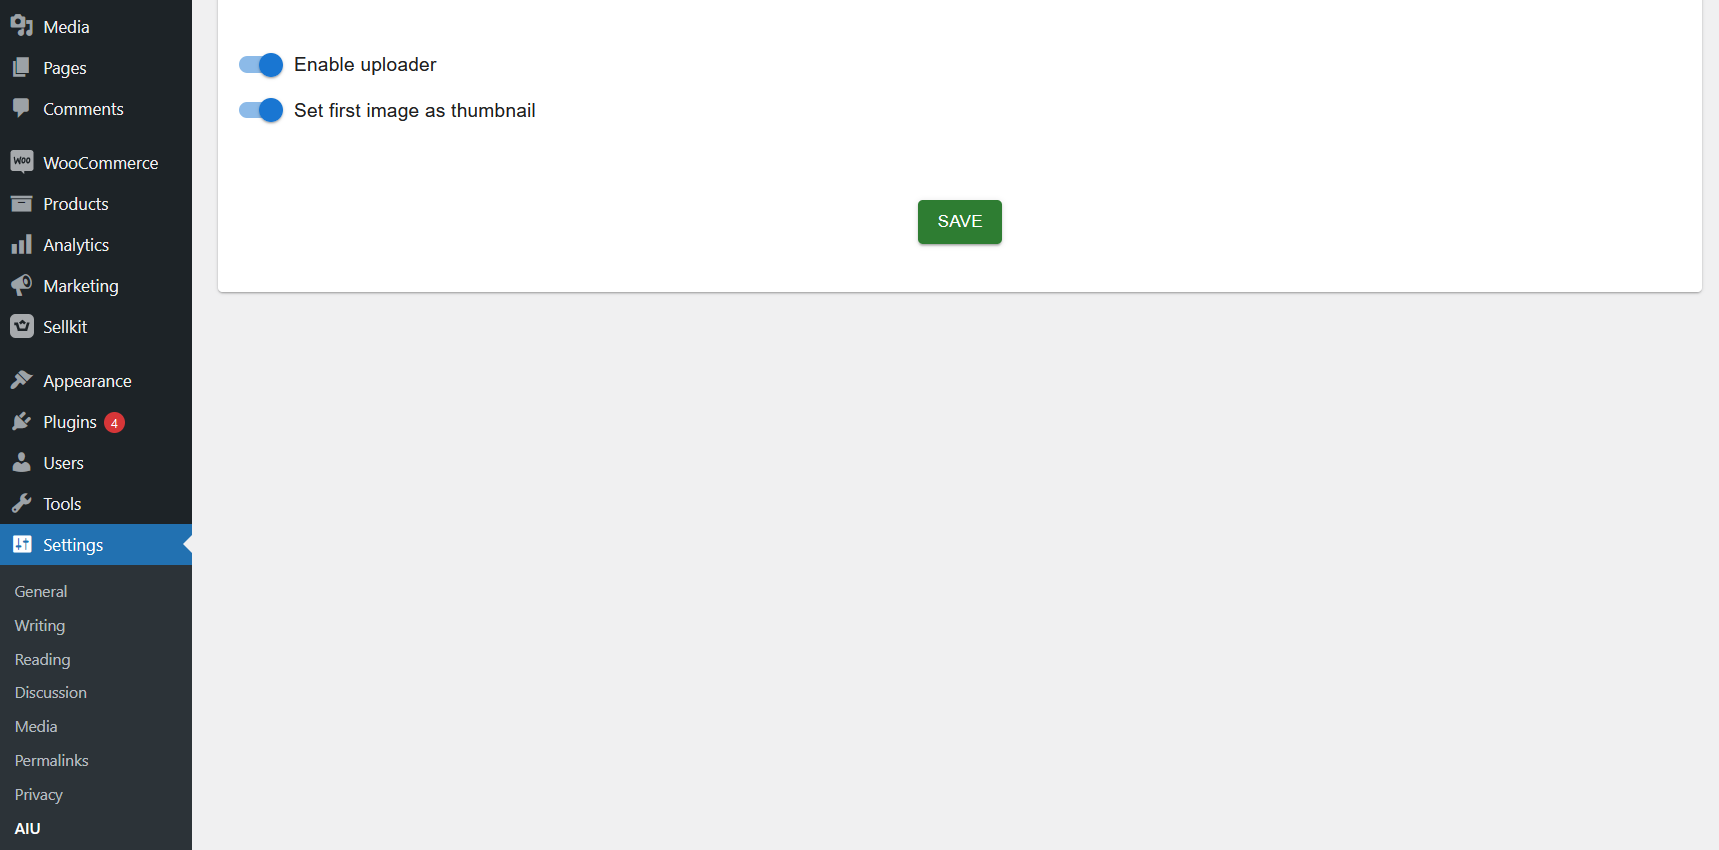 Media
Pages
Comments
Woo WooCommerce
Products
Analytics
Marketing
Sellkit
Appearance
Plugins 4
Users
Tools
Settings
General
Writing
Reading
Discussion
Media
Permalinks
Privacy
AIU
Enable uploader
Set first image as thumbnail
SAVE